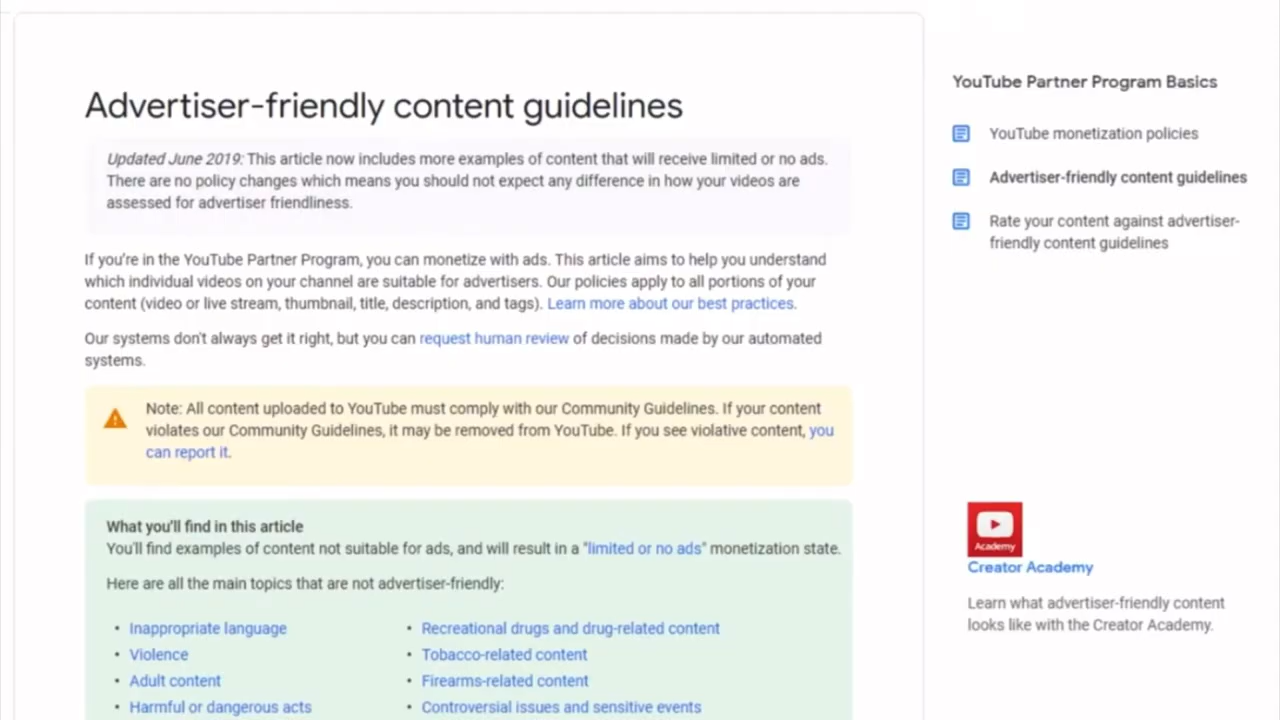 Advertiser-friendly content guidelines
Updated June 2019: This article now includes more examples of content that will receive limited or no ads.
There are no policy changes which means you should not expect any difference in how your videos are
assessed for advertiser friendliness.
If you're in the YouTube Partner Program, you can monetize with ads. This article aims to help you understand
which individual videos on your channel are suitable for advertisers. Our policies apply to all portions of your
content (video or live stream, thumbnail, title, description, and tags). Learn more about our best practices.
Our systems don't always get it right, but you can request human review of decisions made by our automated
systems.
Note: All content uploaded to YouTube must comply with our Community Guidelines. If your content
violates our Community Guidelines, it may be removed from YouTube. If you see violative content, you
can report it.
What you'll find in this article
You'll find examples of content not suitable for ads, and will result in a "limited or no ads" monetization state.
Here are all the main topics that are not advertiser-friendly:
• Inappropriate language
• Violence
• Adult content
• Harmful or dangerous acts
• Recreational drugs and drug-related content
• Tobacco-related content
• Firearms-related content
• Controversial issues and sensitive events
YouTube Partner Program Basics
YouTube monetization policies
Advertiser-friendly content guidelines
Rate your content against advertiser-
friendly content guidelines
Academy
Creator Academy
Learn what advertiser-friendly content
looks like with the Creator Academy.